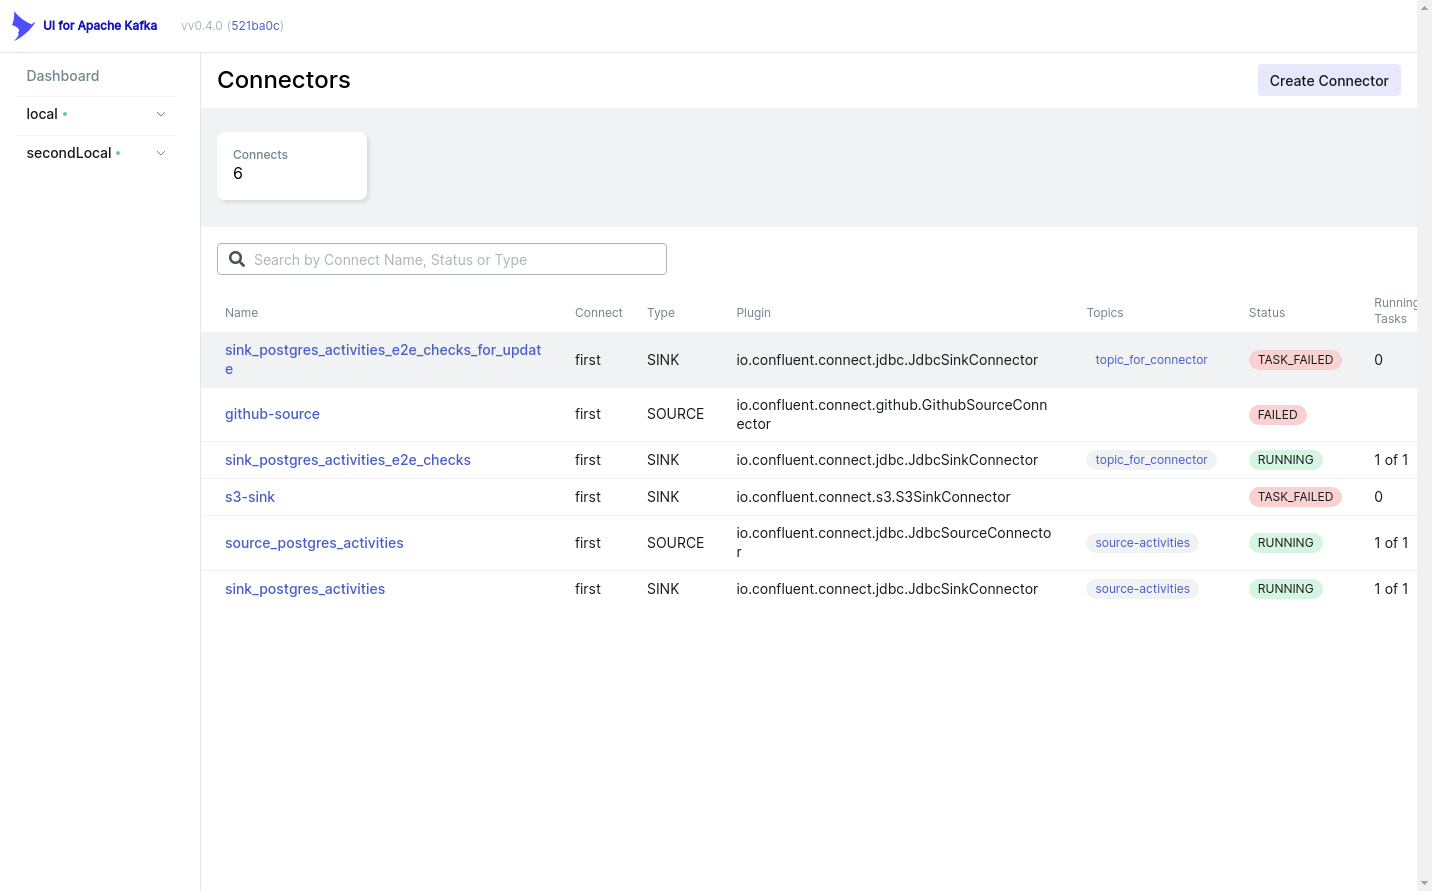 UI for Apache Kafka vv0.4.0 (521ba0c)
Dashboard
local
secondLocal
Connectors
Create Connector
Connects
6
Search by Connect Name, Status or Type
Name Connect Type Plugin Topics Status Running
Tasks
sink_postgres_activities_e2e_checks_for_updat
e
first SINK io.confluent.connect.jdbc.JdbcSinkConnector topic_for_connector TASK_FAILED 0
github-source first SOURCE io.confluent.connect.github.GithubSourceConn
ector
FAILED
sink_postgres_activities_e2e_checks first SINK io.confluent.connect.jdbc.JdbcSinkConnector topic_for_connector RUNNING 1 of 1
s3-sink first SINK io.confluent.connect.s3.S3SinkConnector TASK_FAILED 0
source_postgres_activities first SOURCE io.confluent.connect.jdbc.JdbcSourceConnecto
r
source-activities RUNNING 1 of 1
sink_postgres_activities first SINK io.confluent.connect.jdbc.JdbcSinkConnector source-activities RUNNING 1 of 1